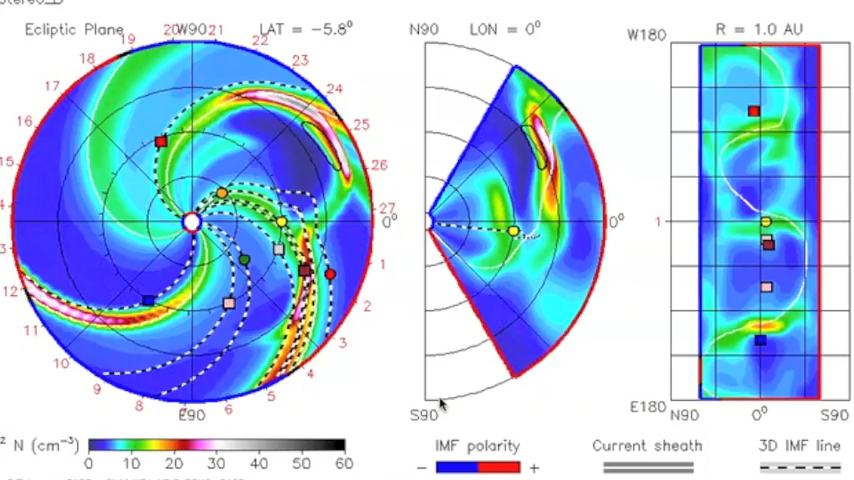 Ecliptic Plane
W90
LAT = −5.8°
N90
LON = 0°
W180
R = 1.0 AU
19
21
18
22
17
23
16
24
15
25
26
27
0°
0°
1
1
12
2
11
3
10
4
9
5
8
6
E90
S90
E180
N90
0°
S90
N (cm⁻³)
0 10 20 30 40 50 60
IMF polarity
− +
Current sheath
3D IMF line